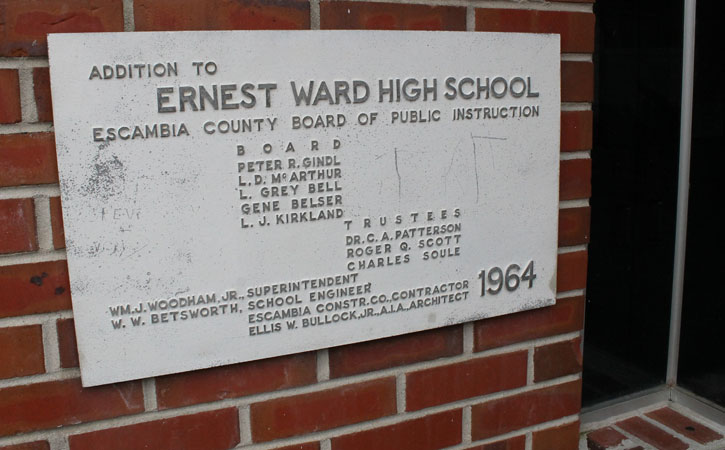 ADDITION TO
ERNEST WARD HIGH SCHOOL
ESCAMBIA COUNTY BOARD OF PUBLIC INSTRUCTION
BOARD
PETER R. GINDL
L. D. McARTHUR
L. GREY BELL
GENE BELSER
L. J. KIRKLAND
TRUSTEES
DR. C. A. PATTERSON
ROGER Q. SCOTT
CHARLES SOULE
WM. J. WOODHAM, JR., SUPERINTENDENT
W. W. BETSWORTH, SCHOOL ENGINEER
ESCAMBIA CONSTR. CO., CONTRACTOR
ELLIS W. BULLOCK, JR., A.I.A., ARCHITECT
1964